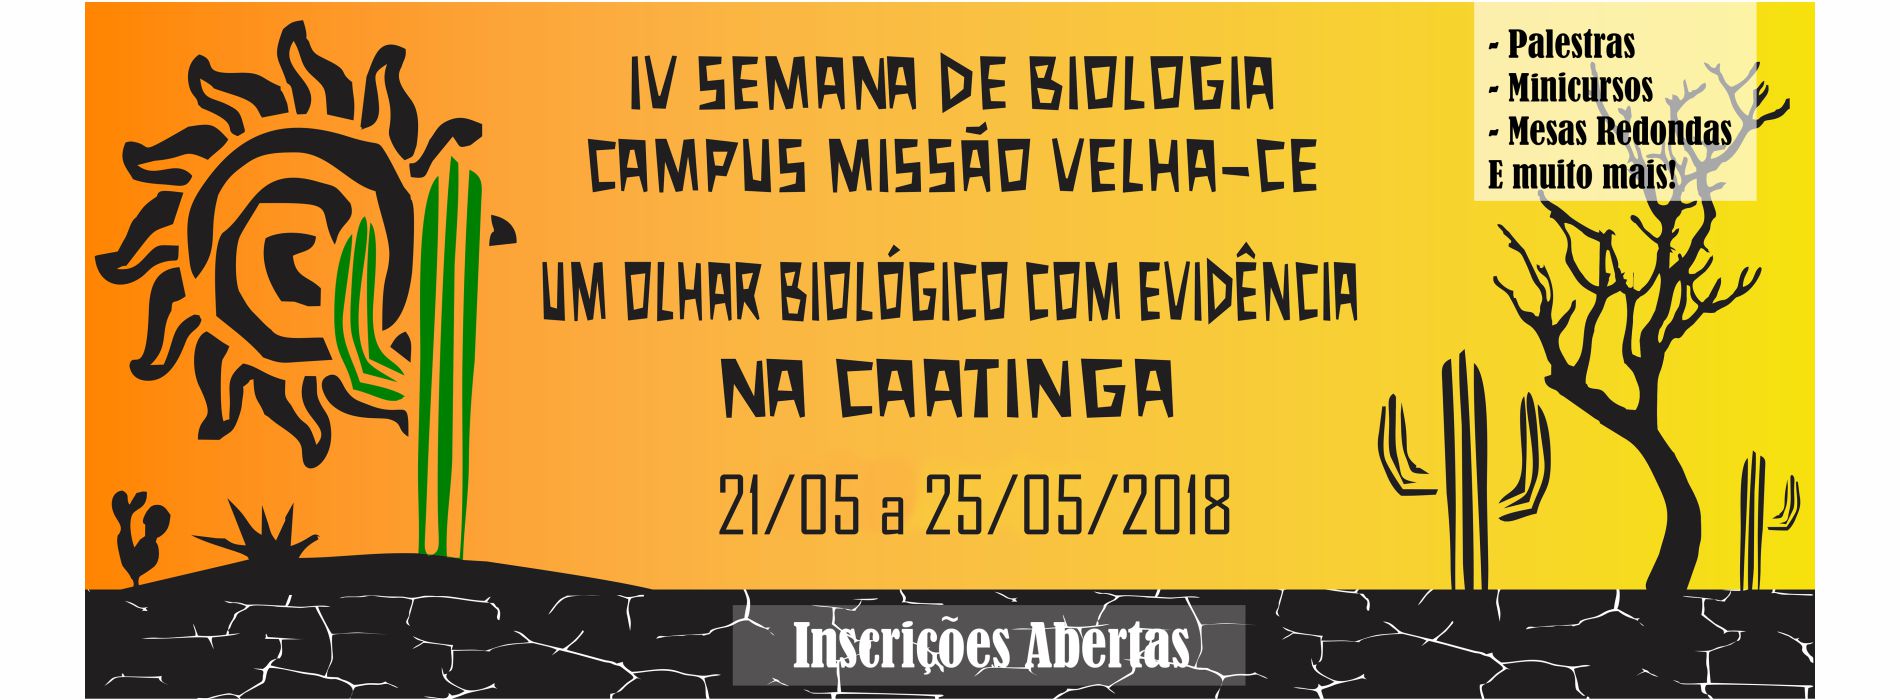 IV SEMANA DE BIOLOGIA
CAMPUS MISSÃO VELHA-CE
UM OLHAR BIOLÓGICO COM EVIDÊNCIA
NA CAATINGA
21/05 a 25/05/2018
- Palestras
- Minicursos
- Mesas Redondas
E muito mais!
Inscrições Abertas